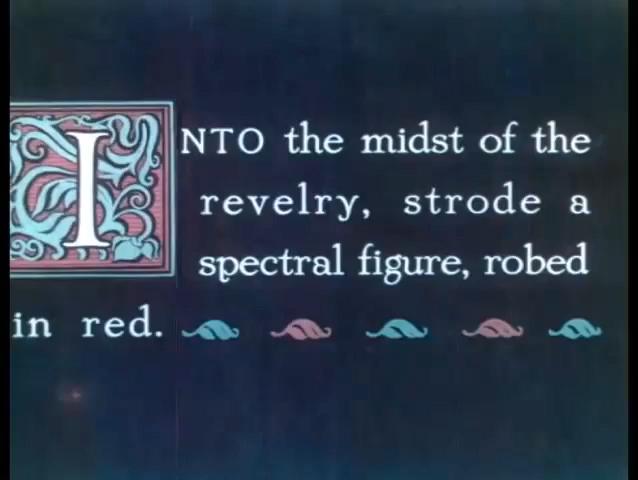 INTO the midst of the
revelry, strode a
spectral figure, robed
in red.